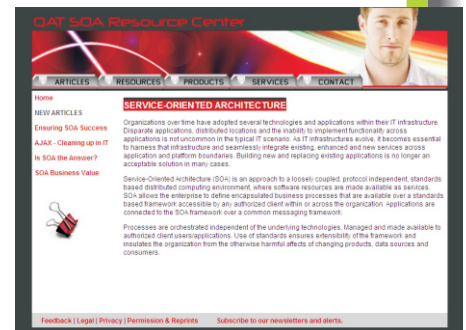 OAT SOA Resource Center
ARTICLES RESOURCES PRODUCTS SERVICES CONTACT
Home
NEW ARTICLES
Ensuring SOA Success
AJAX - Cleaning up in IT
Is SOA the Answer?
SOA Business Value
SERVICE-ORIENTED ARCHITECTURE
Organizations over time have adopted several technologies and applications within their IT infrastructure.
Disparate applications, distributed locations and the inability to implement functionality across
applications is not uncommon in the typical IT scenario. As IT infrastructures evolve, it becomes essential
to harness that infrastructure and seamlessly integrate existing, enhanced and new services across
application and platform boundaries. Building new and replacing existing applications is no longer an
acceptable solution in many cases.
Service-Oriented Architecture (SOA) is an approach to a loosely coupled, protocol independent, standards
based distributed computing environment, where software resources are made available as services.
SOA allows the enterprise to define encapsulated business processes that are available over a standards
based framework accessible by any authorized client within or across the organization. Applications are
connected to the SOA framework over a common messaging framework.
Processes are orchestrated independent of the underlying technologies. Managed and made available to
authorized client users/applications. Use of standards ensures extensibility of the framework and
insulates the organization from the otherwise harmful affects of changing products, data sources and
consumers.
Feedback | Legal | Privacy | Permission & Reprints Subscribe to our newsletters and alerts.